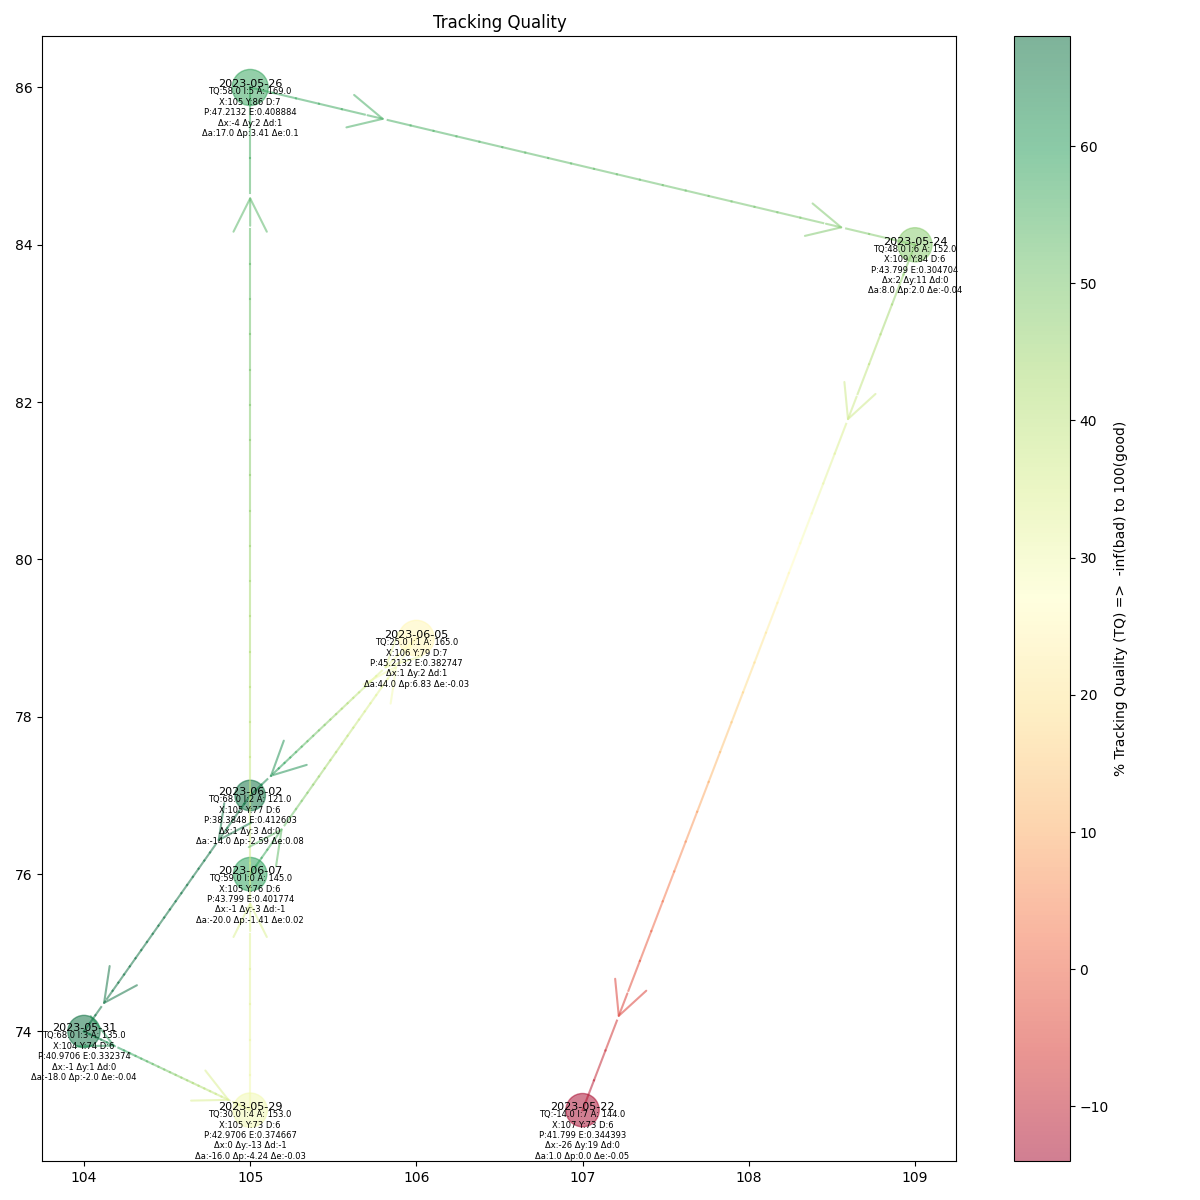 Tracking Quality
86
84
82
80
78
76
74
104
105
106
107
108
109
2023-05-26
TQ:58.0 I:5 A: 169.0
X:105 Y:86 D:7
P:47.2132 E:0.408884
Δx:-4 Δy:2 Δd:1
Δa:17.0 Δp:3.41 Δe:0.1
2023-05-24
TQ:48.0 I:6 A: 152.0
X:109 Y:84 D:6
P:43.799 E:0.304704
Δx:2 Δy:11 Δd:0
Δa:8.0 Δp:2.0 Δe:-0.04
2023-06-05
TQ:25.0 I:1 A: 165.0
X:106 Y:79 D:7
P:45.2132 E:0.382747
Δx:1 Δy:2 Δd:1
Δa:44.0 Δp:6.83 Δe:-0.03
2023-06-02
TQ:68.0 I:2 A: 121.0
X:105 Y:77 D:6
P:38.3848 E:0.412603
Δx:1 Δy:3 Δd:0
Δa:-14.0 Δp:-2.59 Δe:0.08
2023-06-07
TQ:59.0 I:0 A: 145.0
X:105 Y:76 D:6
P:43.799 E:0.401774
Δx:-1 Δy:-3 Δd:-1
Δa:-20.0 Δp:-1.41 Δe:0.02
2023-05-31
TQ:68.0 I:3 A: 135.0
X:104 Y:74 D:6
P:40.9706 E:0.332374
Δx:-1 Δy:1 Δd:0
Δa:-18.0 Δp:-2.0 Δe:-0.04
2023-05-29
TQ:30.0 I:4 A: 153.0
X:105 Y:73 D:6
P:42.9706 E:0.374667
Δx:0 Δy:-13 Δd:-1
Δa:-16.0 Δp:-4.24 Δe:-0.03
2023-05-22
TQ:-14.0 I:7 A: 144.0
X:107 Y:73 D:6
P:41.799 E:0.344393
Δx:-26 Δy:19 Δd:0
Δa:1.0 Δp:0.0 Δe:-0.05
60
50
40
30
20
10
0
−10
% Tracking Quality (TQ) => -inf(bad) to 100(good)